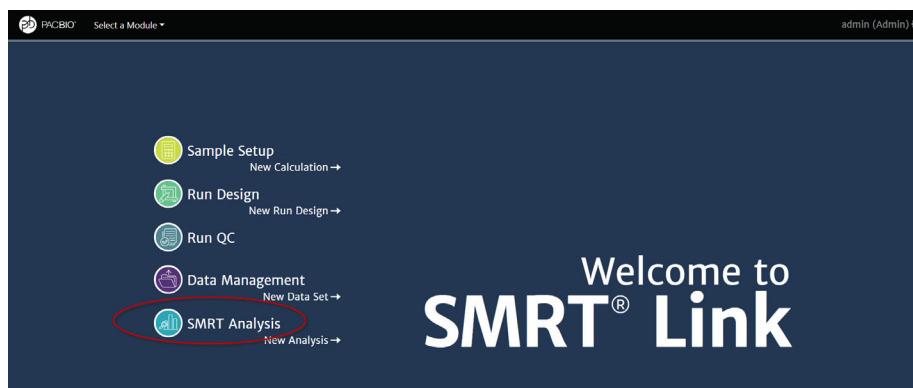 PACBIO® Select a Module admin (Admin)
Sample Setup
New Calculation →
Run Design
New Run Design →
Run QC
Data Management
New Data Set →
SMRT Analysis
New Analysis →
Welcome to
SMRT® Link